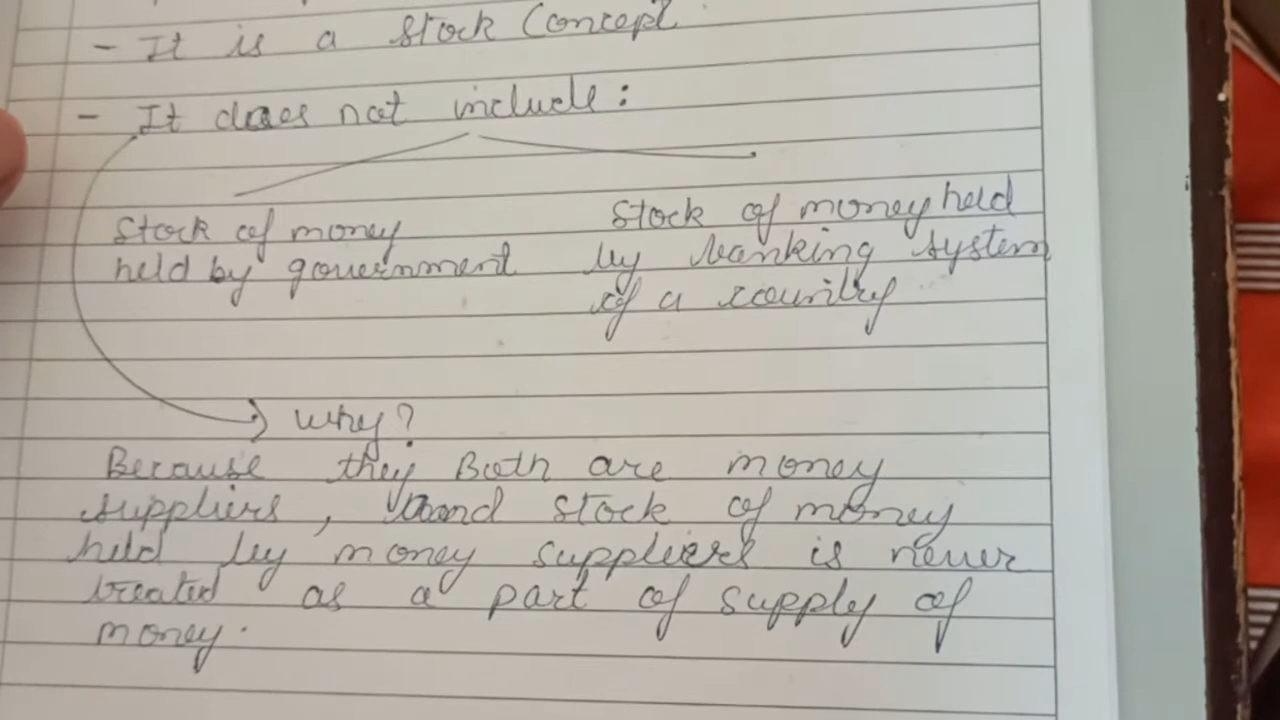 - It is a Stock Concept
- It does not include:
Stock of money
held by government
Stock of money held
by banking system
of a country
Why?
Because they Both are money
suppliers, and stock of money
held by money suppliers is never
treated as a part of supply of
money.